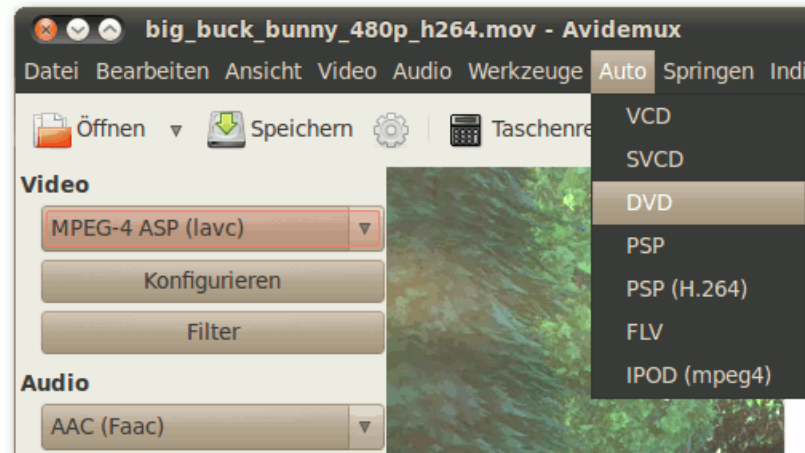 big_buck_bunny_480p_h264.mov - Avidemux
Datei Bearbeiten Ansicht Video Audio Werkzeuge Auto Springen
Öffnen Speichern
VCD
SVCD
DVD
PSP
PSP (H.264)
FLV
IPOD (mpeg4)
Video
MPEG-4 ASP (lavc)
Konfigurieren
Filter
Audio
AAC (Faac)